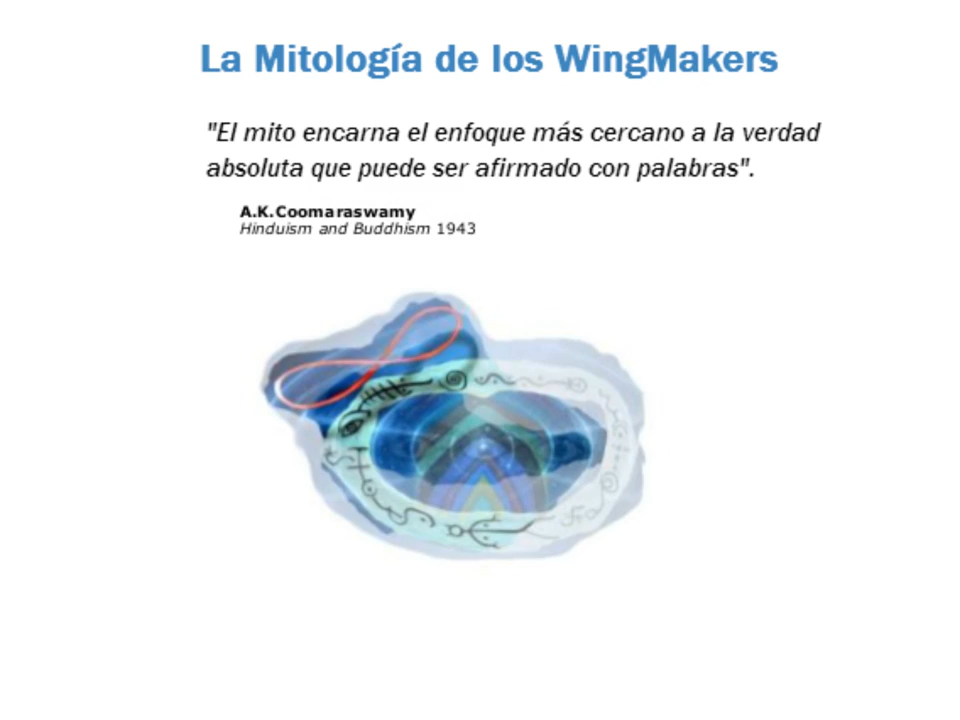 La Mitología de los WingMakers
"El mito encarna el enfoque más cercano a la verdad
absoluta que puede ser afirmado con palabras".
A.K.Coomaraswamy
Hinduism and Buddhism 1943